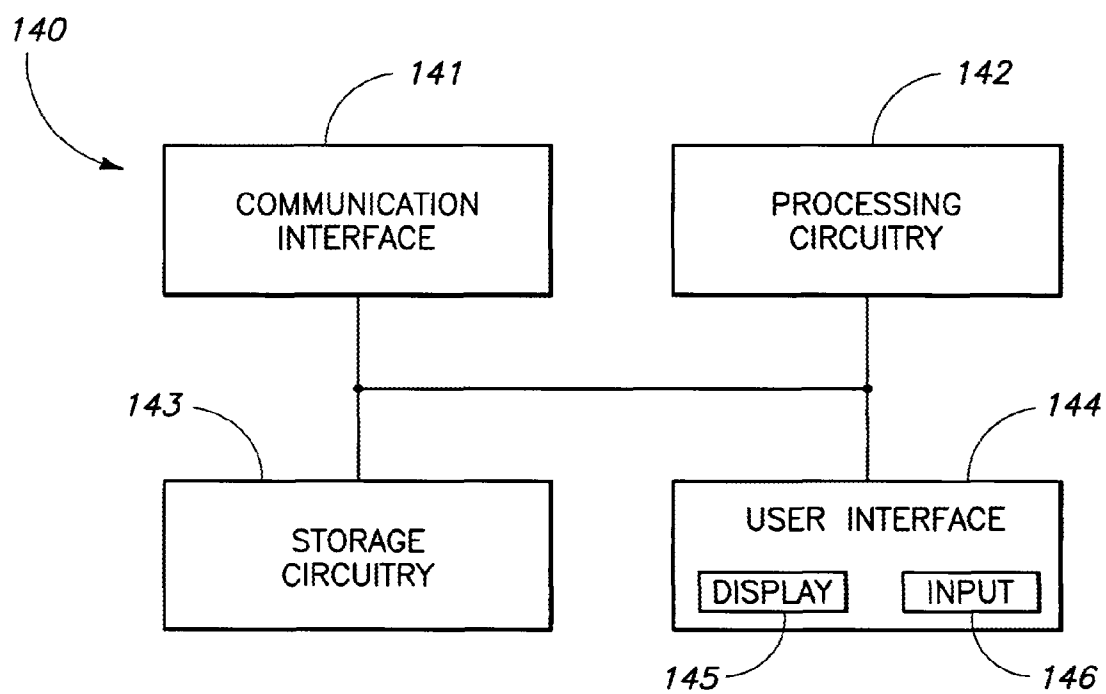 140
141
142
COMMUNICATION
INTERFACE
PROCESSING
CIRCUITRY
143
144
STORAGE
CIRCUITRY
USER INTERFACE
DISPLAY
INPUT
145
146